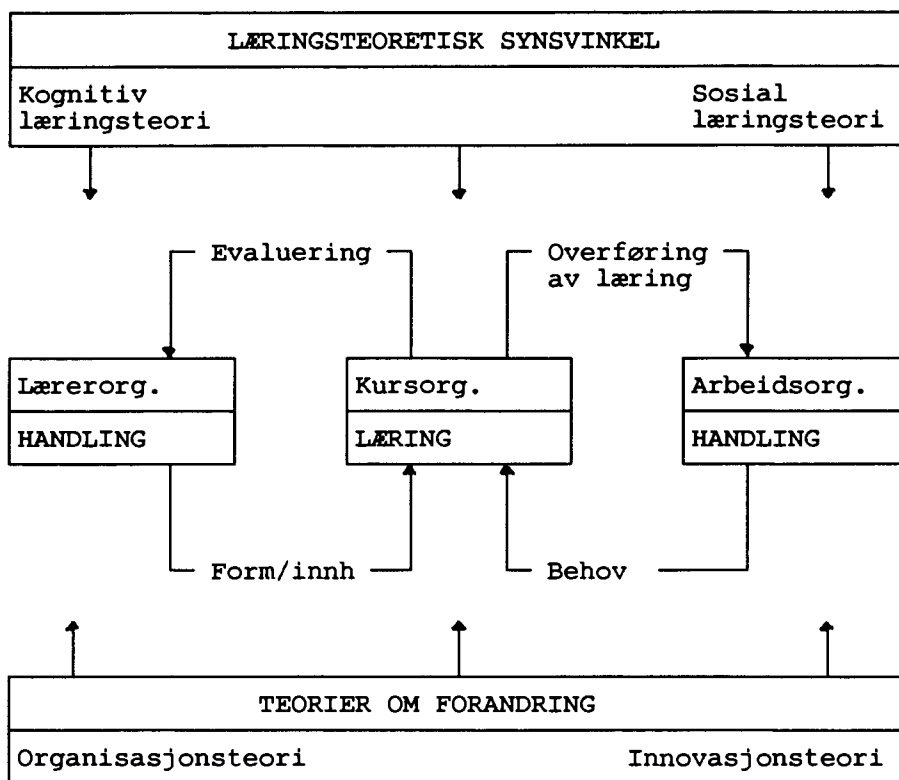 LÆRINGSTEORETISK SYNSVINKEL
Kognitiv
læringsteori
Sosial
læringsteori
Evaluering
Overføring
av læring
Lærerorg.
HANDLING
Kursorg.
LÆRING
Arbeidsorg.
HANDLING
Form/innh
Behov
TEORIER OM FORANDRING
Organisasjonsteori
Innovasjonsteori